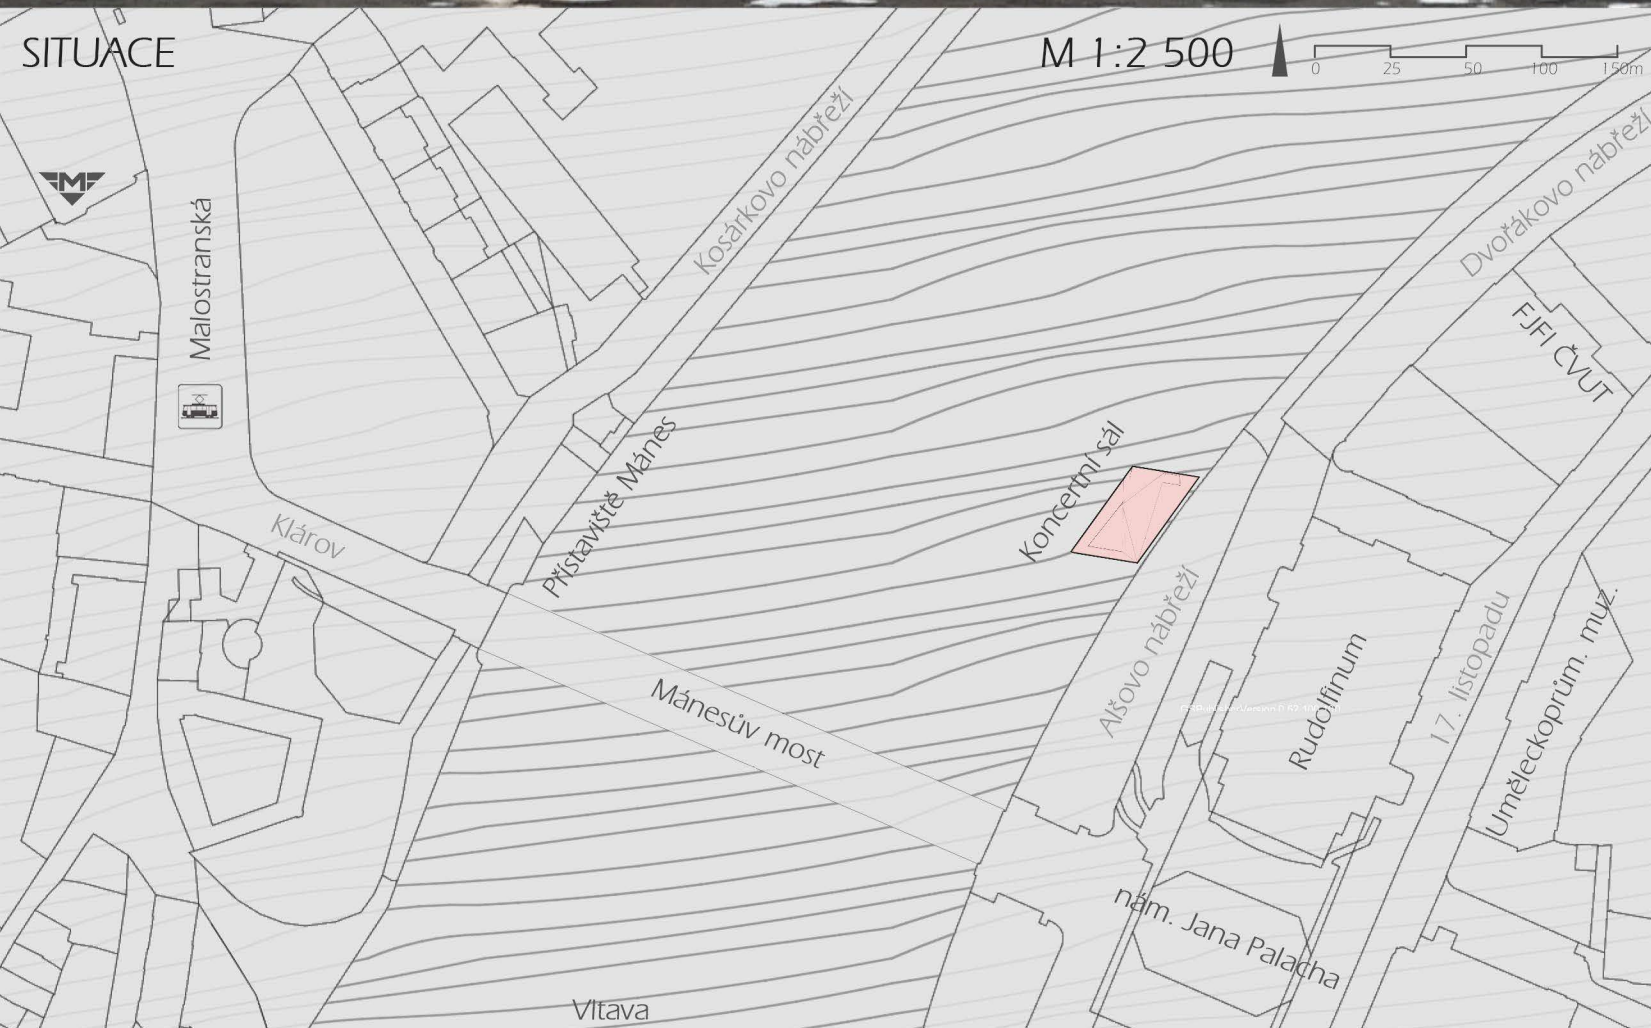 SITUACE
M 1:2 500
0 25 50 100 150m
Kosárkovo nábřeží
Dvořákovo nábřeží
M
Malostranská
FJFI ČVUT
Přístaviště Mánes
Koncertní sál
Klárov
Alšovo nábřeží
17. listopadu
Uměleckoprům. muz.
Rudolfinum
Mánesův most
nám. Jana Palacha
Vltava